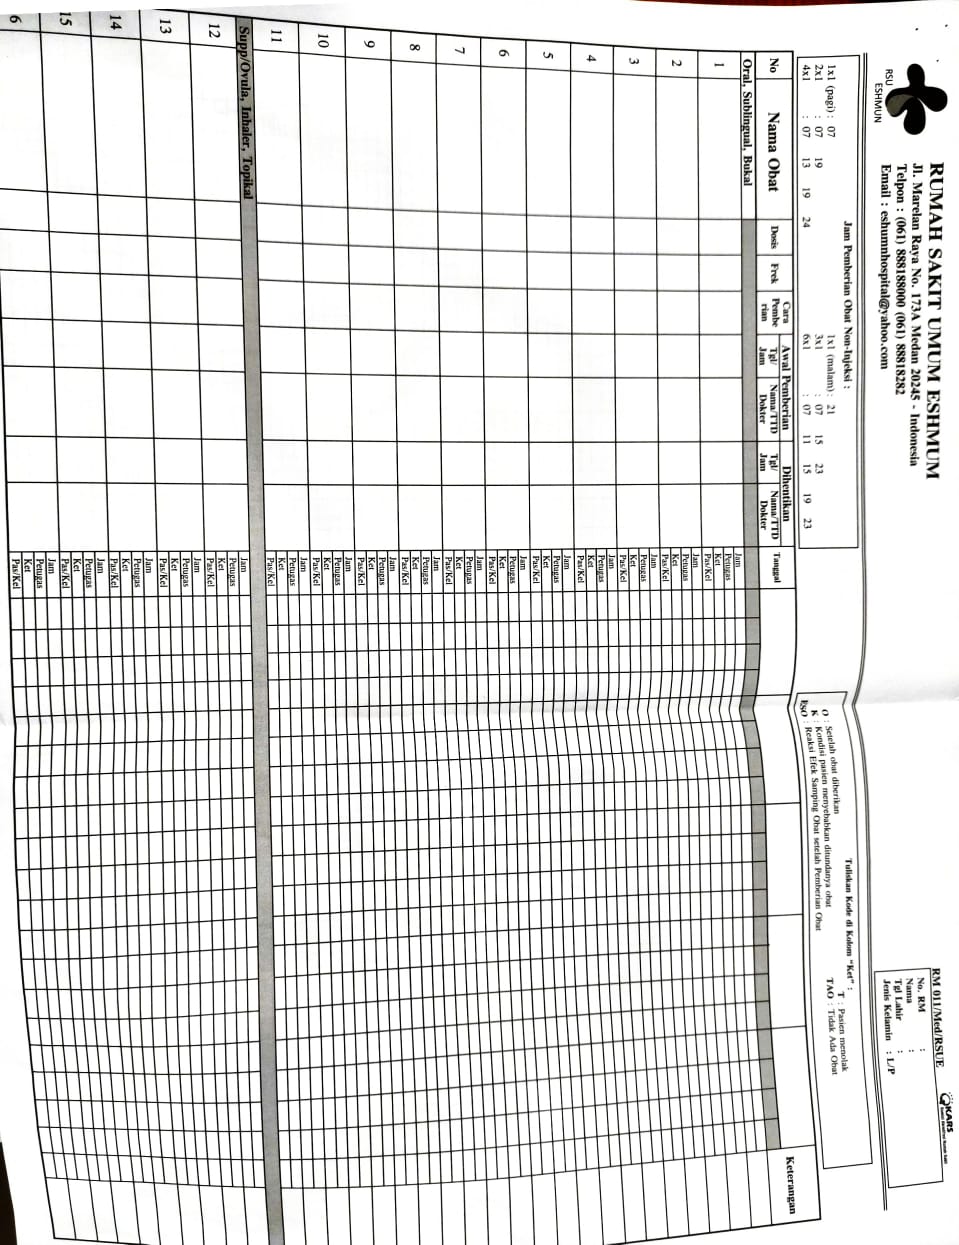 RSU
ESHMUN
RUMAH SAKIT UMUM ESHMUM
Jl. Marelan Raya No. 173A Medan 20245 - Indonesia
Telpon : (061) 888188000 (061) 88818282
Email : eshumnhospital@yahoo.com
RM 011/Med/RSUE
KARS
No. RM :
Nama :
Tgl Lahir :
Jenis Kelamin : L/P
Jam Pemberian Obat Non-Injeksi :
1x1 (pagi) : 07
2x1 : 07 19
4x1 : 07 13 19 24
1x1 (malam) : 21
3x1 : 07 15 23
6x1 : 07 11 15 19 23
Tuliskan Kode di Kolom "Ket" :
O : Setelah obat diberikan
K : Kondisi pasien menyebabkan ditundanya obat
ESO : Reaksi Efek Samping Obat setelah Pemberian Obat
T : Pasien menolak
TAO : Tidak Ada Obat
No
Nama Obat
Dosis
Frek
Cara Pembe rian
Awal Pemberian
Tgl/ Jam
Nama/TTD Dokter
Dihentikan
Tgl/ Jam
Nama/TTD Dokter
Tanggal
Keterangan
Oral, Sublingual, Bukal
1
Jam
Petugas
Ket
Pas/Kel
2
Jam
Petugas
Ket
Pas/Kel
3
Jam
Petugas
Ket
Pas/Kel
4
Jam
Petugas
Ket
Pas/Kel
5
Jam
Petugas
Ket
Pas/Kel
6
Jam
Petugas
Ket
Pas/Kel
7
Jam
Petugas
Ket
Pas/Kel
8
Jam
Petugas
Ket
Pas/Kel
9
Jam
Petugas
Ket
Pas/Kel
10
Jam
Petugas
Ket
Pas/Kel
11
Jam
Petugas
Ket
Pas/Kel
Supp/Ovula, Inhaler, Topikal
12
Jam
Petugas
Ket
Pas/Kel
13
Jam
Petugas
Ket
Pas/Kel
14
Jam
Petugas
Ket
Pas/Kel
15
Jam
Petugas
Ket
Pas/Kel
6
Jam
Petugas
Ket
Pas/Kel